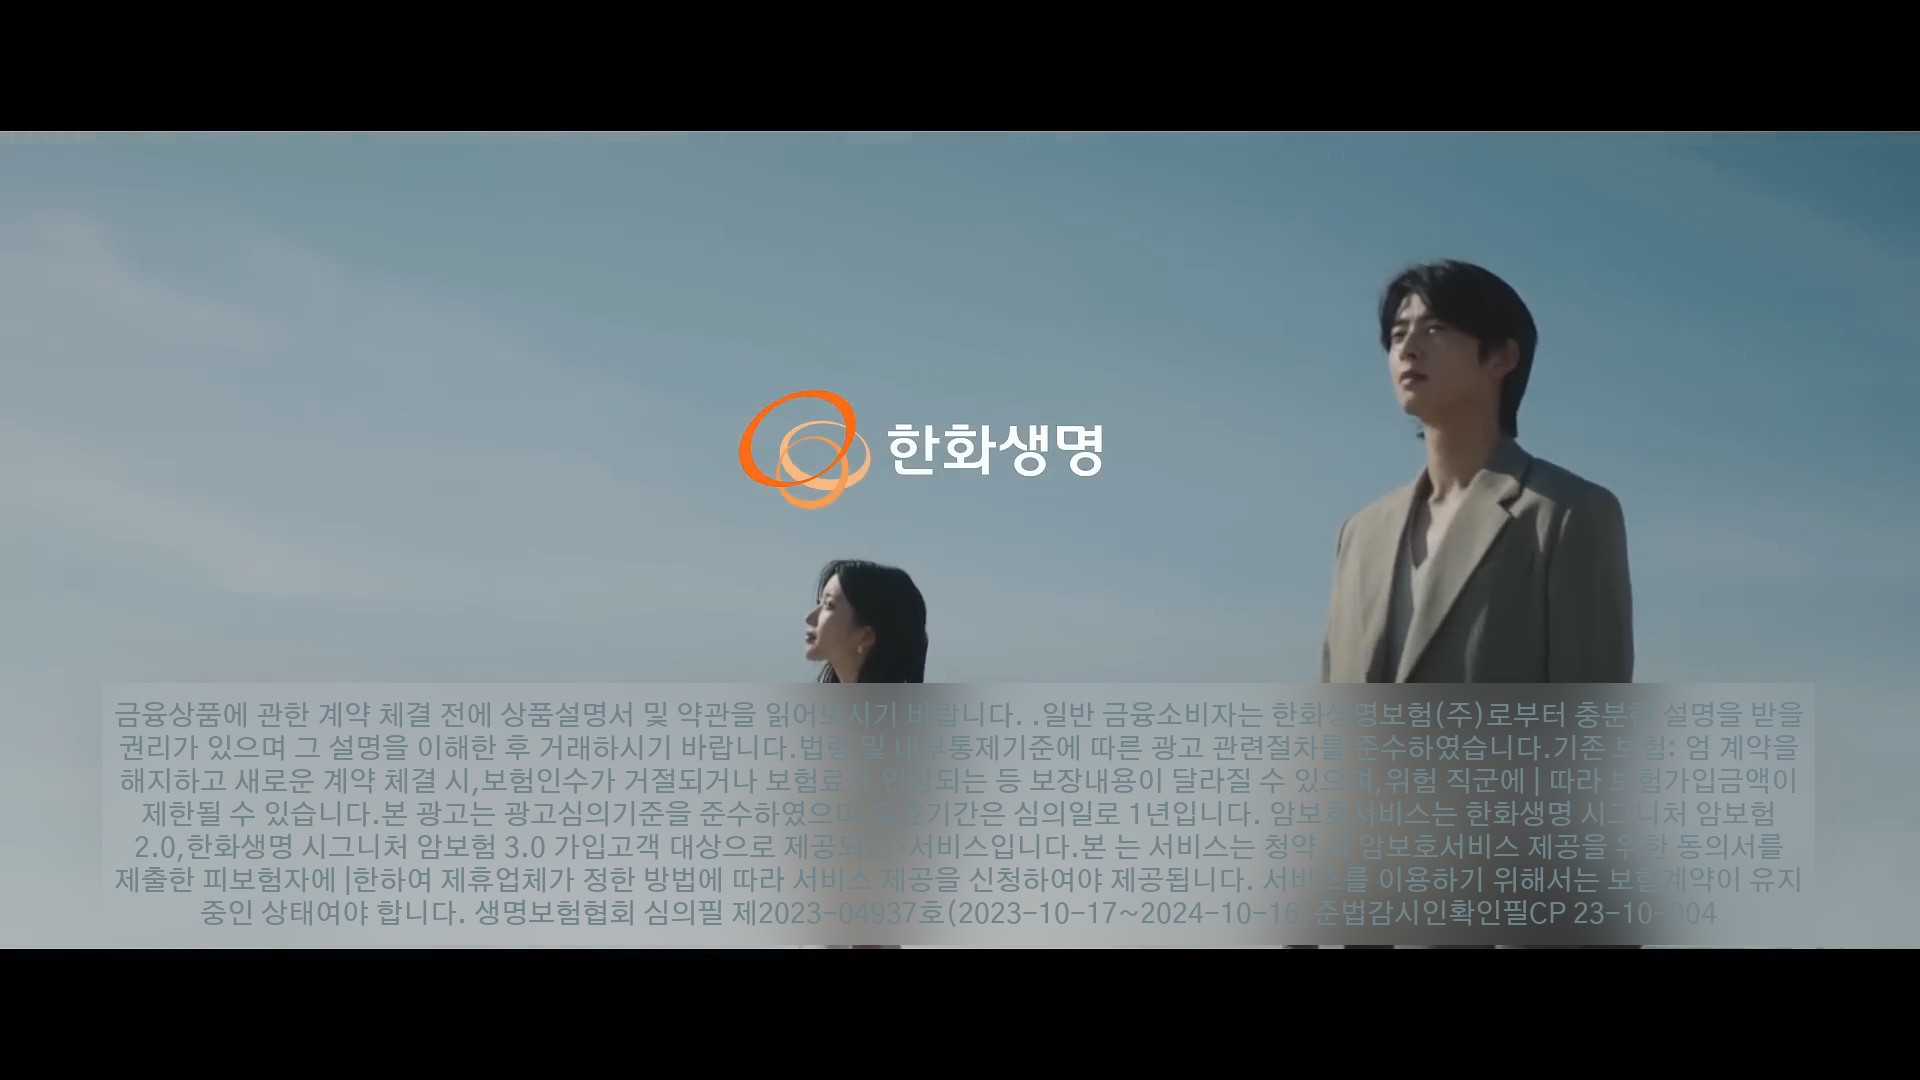 한화생명
금융상품에 관한 계약 체결 전에 상품설명서 및 약관을 읽어보시기 바랍니다. .일반 금융소비자는 한화생명보험(주)로부터 충분한 설명을 받을
권리가 있으며 그 설명을 이해한 후 거래하시기 바랍니다.법령 및 내부통제기준에 따른 광고 관련절차를 준수하였습니다.기존 보험: 엄 계약을
해지하고 새로운 계약 체결 시,보험인수가 거절되거나 보험료가 인상되는 등 보장내용이 달라질 수 있으며,위험 직군에 | 따라 보험가입금액이
제한될 수 있습니다.본 광고는 광고심의기준을 준수하였으며, 유효기간은 심의일로 1년입니다. 암보호서비스는 한화생명 시그니처 암보험
2.0,한화생명 시그니처 암보험 3.0 가입고객 대상으로 제공되는 서비스입니다.본 는 서비스는 청약 시 암보호서비스 제공을 위한 동의서를
제출한 피보험자에 |한하여 제휴업체가 정한 방법에 따라 서비스 제공을 신청하여야 제공됩니다. 서비스를 이용하기 위해서는 보험계약이 유지
중인 상태여야 합니다. 생명보험협회 심의필 제2023-04937호(2023-10-17~2024-10-16)준법감시인확인필CP 23-10-004